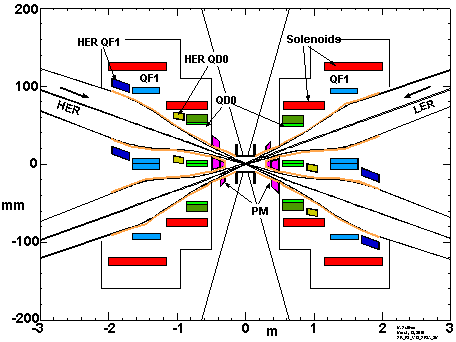 200
HER QF1
HER QD0
Solenoids
QF1
QF1
100
QD0
HER
LER
0
mm
PM
-100
-200
-3
-2
-1
0
m
1
2
3